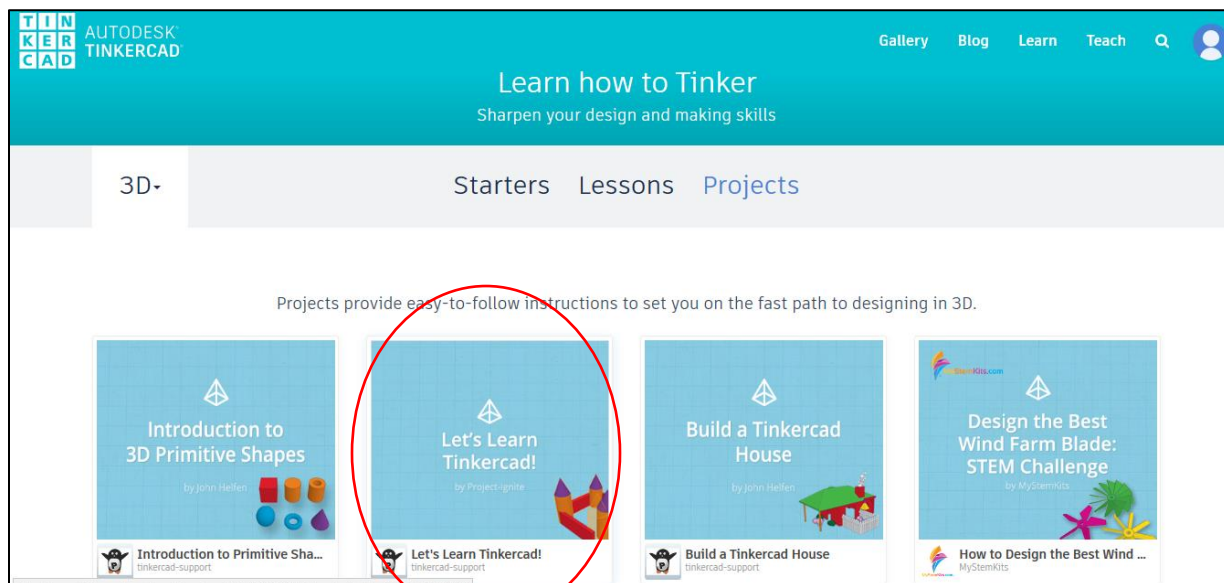 TIN
KER
CAD
AUTODESK®
TINKERCAD®
Gallery Blog Learn Teach
Learn how to Tinker
Sharpen your design and making skills
3D
Starters Lessons Projects
Projects provide easy-to-follow instructions to set you on the fast path to designing in 3D.
Introduction to
3D Primitive Shapes
by John Helfen
Introduction to Primitive Sha...
tinkercad-support
Let's Learn
Tinkercad!
by Project-Ignite
Let's Learn Tinkercad!
tinkercad-support
Build a Tinkercad
House
by John Helfen
Build a Tinkercad House
tinkercad-support
MyStemKits.com
Design the Best
Wind Farm Blade:
STEM Challenge
by MyStemKits
How to Design the Best Wind ...
MyStemKits